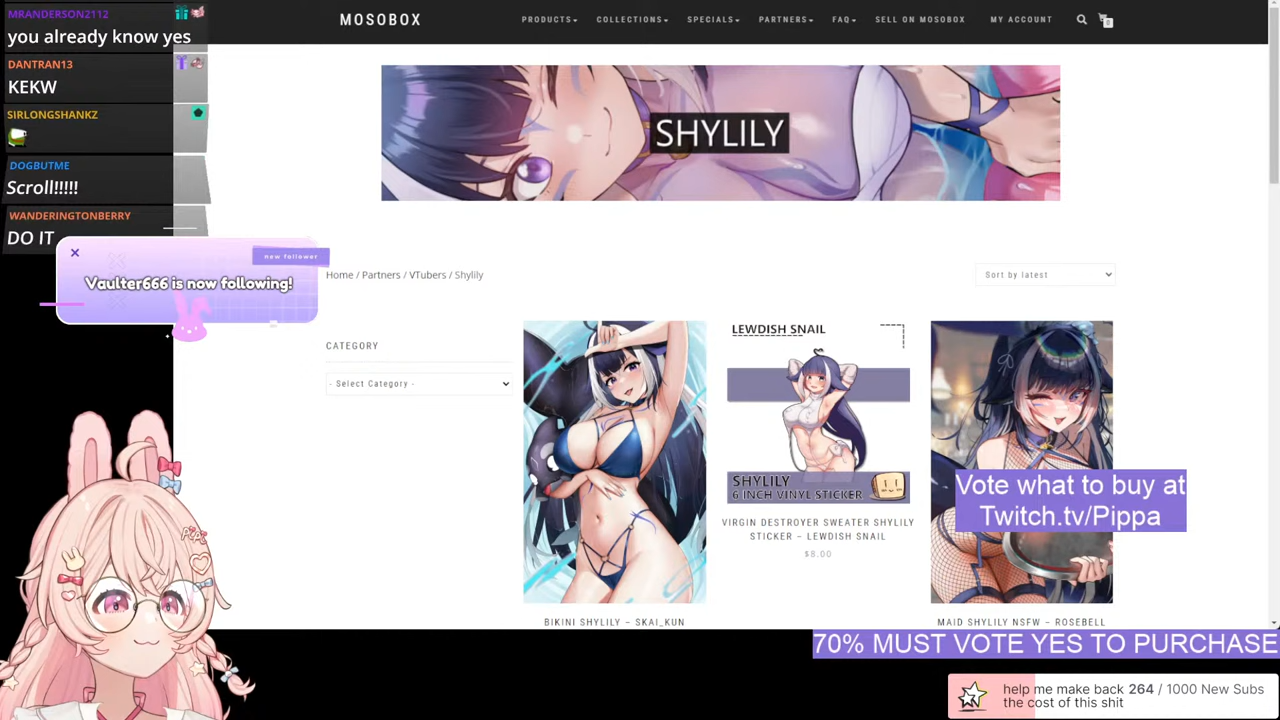 MRANDERSON2112
you already know yes
DANTRAN13
KEKW
SIRLONGSHANKZ
DOGBUTME
Scroll!!!!!
WANDERINGTONBERRY
DO IT
new follower
Vaulter666 is now following!
MOSOBOX
PRODUCTS
COLLECTIONS
SPECIALS
PARTNERS
FAQ
SELL ON MOSOBOX
MY ACCOUNT
0
SHYLILY
Home / Partners / VTubers / Shylily
Sort by latest
CATEGORY
- Select Category -
LEWDISH SNAIL
SHYLILY
6 INCH VINYL STICKER
VIRGIN DESTROYER SWEATER SHYLILY
STICKER – LEWDISH SNAIL
$8.00
BIKINI SHYLILY – SKAI_KUN
MAID SHYLILY NSFW – ROSEBELL
Vote what to buy at
Twitch.tv/Pippa
70% MUST VOTE YES TO PURCHASE
help me make back 264 / 1000 New Subs
the cost of this shit